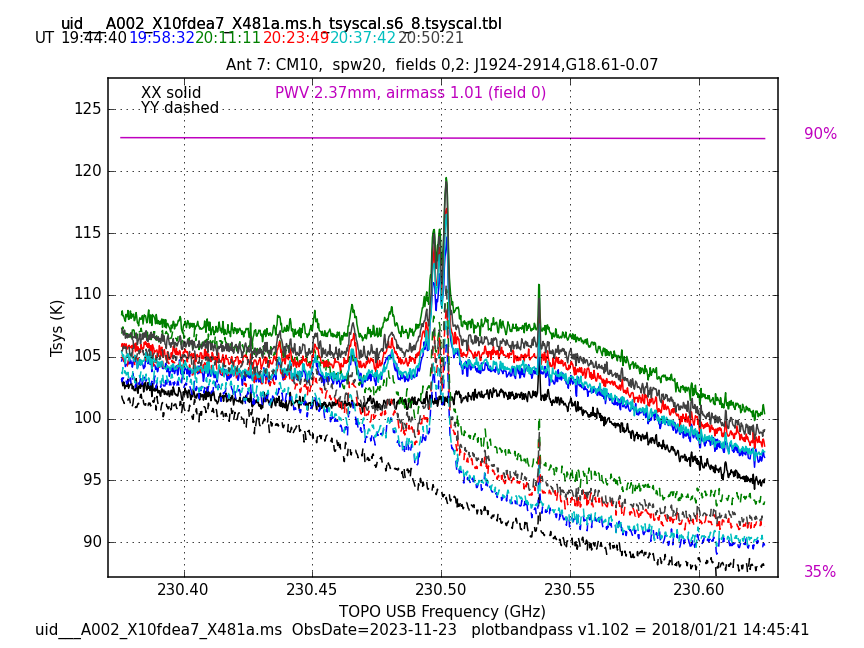 uid___A002_X10fdea7_X481a.ms.h_tsyscal.s6_8.tsyscal.tbl
UT 19:44:40 19:58:32 20:11:11 20:23:49 20:37:42 20:50:21
Ant 7: CM10,  spw20,  fields 0,2: J1924-2914,G18.61-0.07
XX solid PWV 2.37mm, airmass 1.01 (field 0)
YY dashed
125
90%
120
115
110
105
100
95
90
35%
Tsys (K)
230.40 230.45 230.50 230.55 230.60
TOPO USB Frequency (GHz)
uid___A002_X10fdea7_X481a.ms  ObsDate=2023-11-23   plotbandpass v1.102 = 2018/01/21 14:45:41